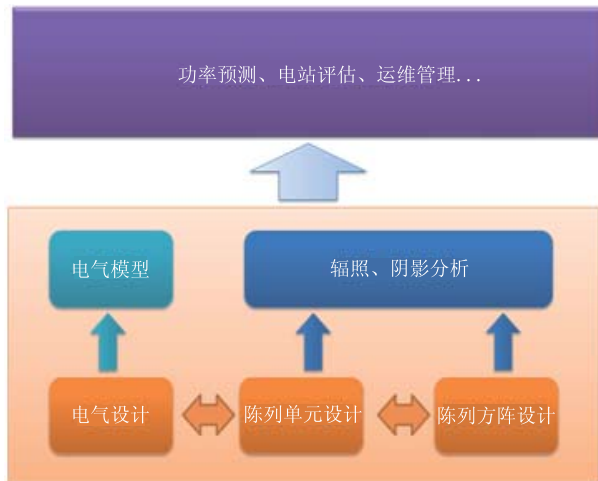 功率预测、电站评估、运维管理...
电气模型
辐照、阴影分析
电气设计
陈列单元设计
陈列方阵设计